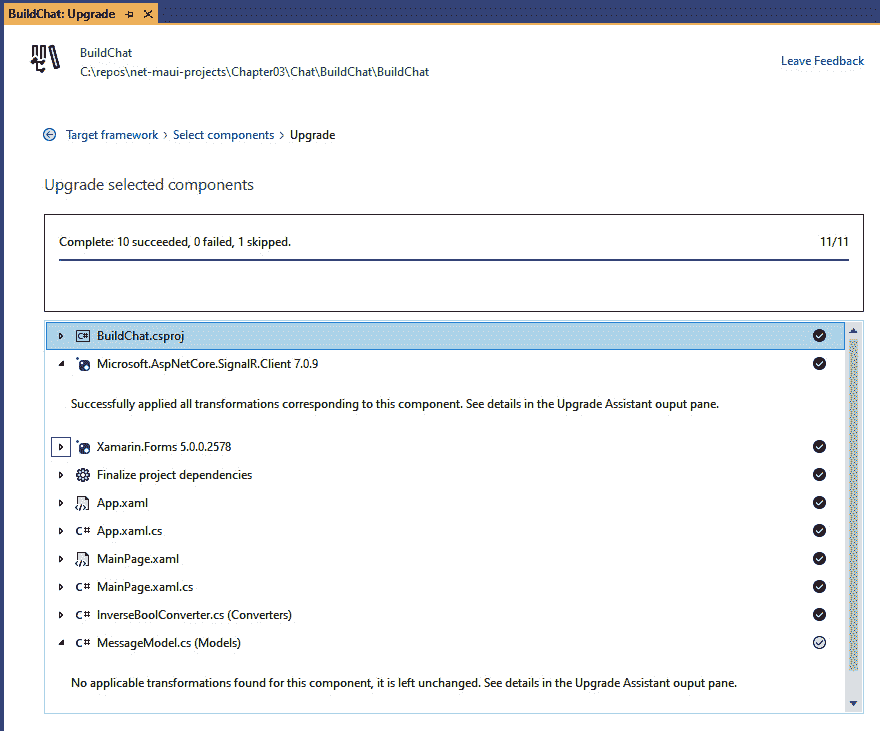 BuildChat: Upgrade
BuildChat
C:\repos\net-maui-projects\Chapter03\Chat\BuildChat\BuildChat
Leave Feedback
Target framework > Select components > Upgrade
Upgrade selected components
Complete: 10 succeeded, 0 failed, 1 skipped. 11/11
C# BuildChat.csproj
Microsoft.AspNetCore.SignalR.Client 7.0.9
Successfully applied all transformations corresponding to this component. See details in the Upgrade Assistant ouput pane.
Xamarin.Forms 5.0.0.2578
Finalize project dependencies
App.xaml
C# App.xaml.cs
MainPage.xaml
C# MainPage.xaml.cs
C# InverseBoolConverter.cs (Converters)
C# MessageModel.cs (Models)
No applicable transformations found for this component, it is left unchanged. See details in the Upgrade Assistant ouput pane.